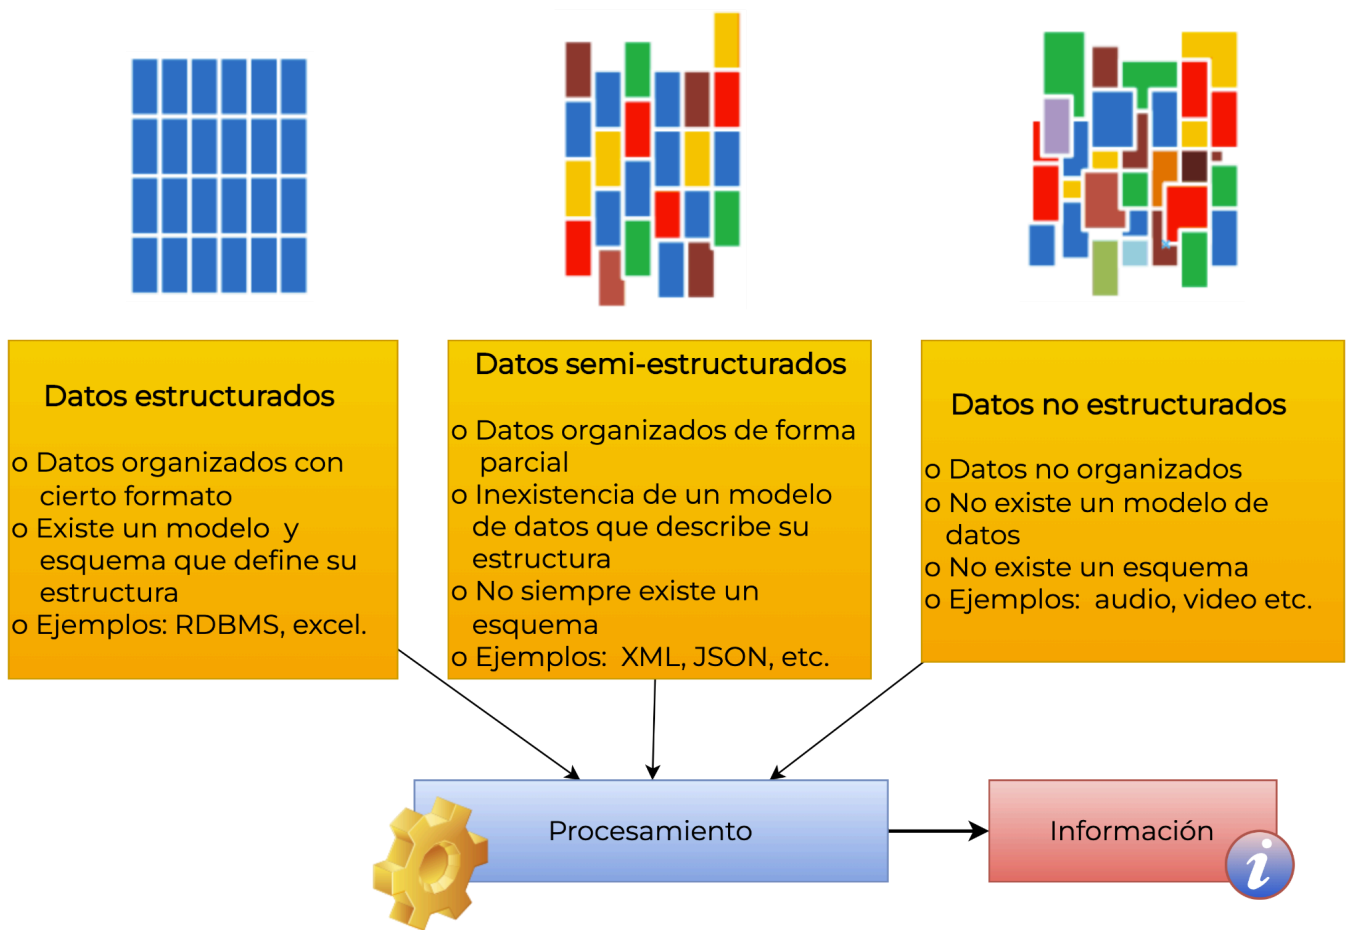 Datos estructurados
o Datos organizados con
cierto formato
o Existe un modelo y
esquema que define su
estructura
o Ejemplos: RDBMS, excel.
Datos semi-estructurados
o Datos organizados de forma
parcial
o Inexistencia de un modelo
de datos que describe su
estructura
o No siempre existe un
esquema
o Ejemplos: XML, JSON, etc.
Datos no estructurados
o Datos no organizados
o No existe un modelo de
datos
o No existe un esquema
o Ejemplos: audio, video etc.
Procesamiento
Información
i